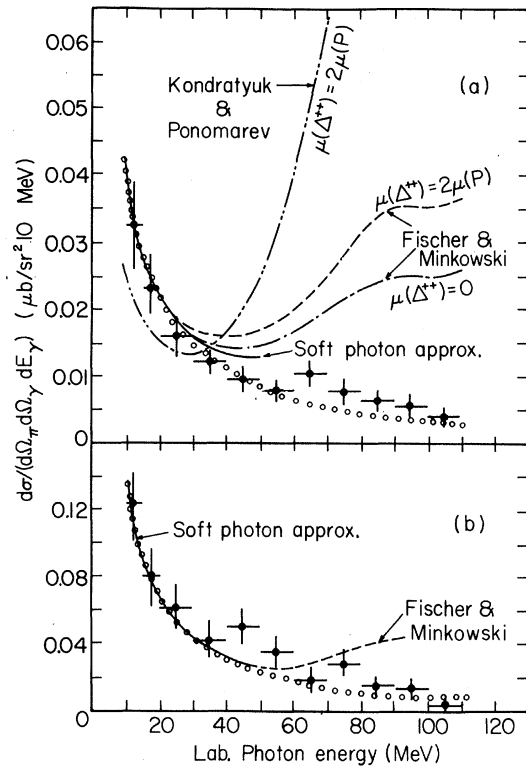 0.06
0.05
0.04
0.03
0.02
0.01
0
Kondratyuk
&
Ponomarev
μ(Δ⁺⁺)=2μ(P)
(a)
μ(Δ⁺⁺)=2μ(P)
Fischer &
Minkowski
μ(Δ⁺⁺)=0
Soft photon approx.
dσ/(dΩπ dΩγ dEγ) (μb/sr²·10 MeV)
0.12
0.08
0.04
0
Soft photon approx.
(b)
Fischer &
Minkowski
0 20 40 60 80 100 120
Lab. Photon energy (MeV)